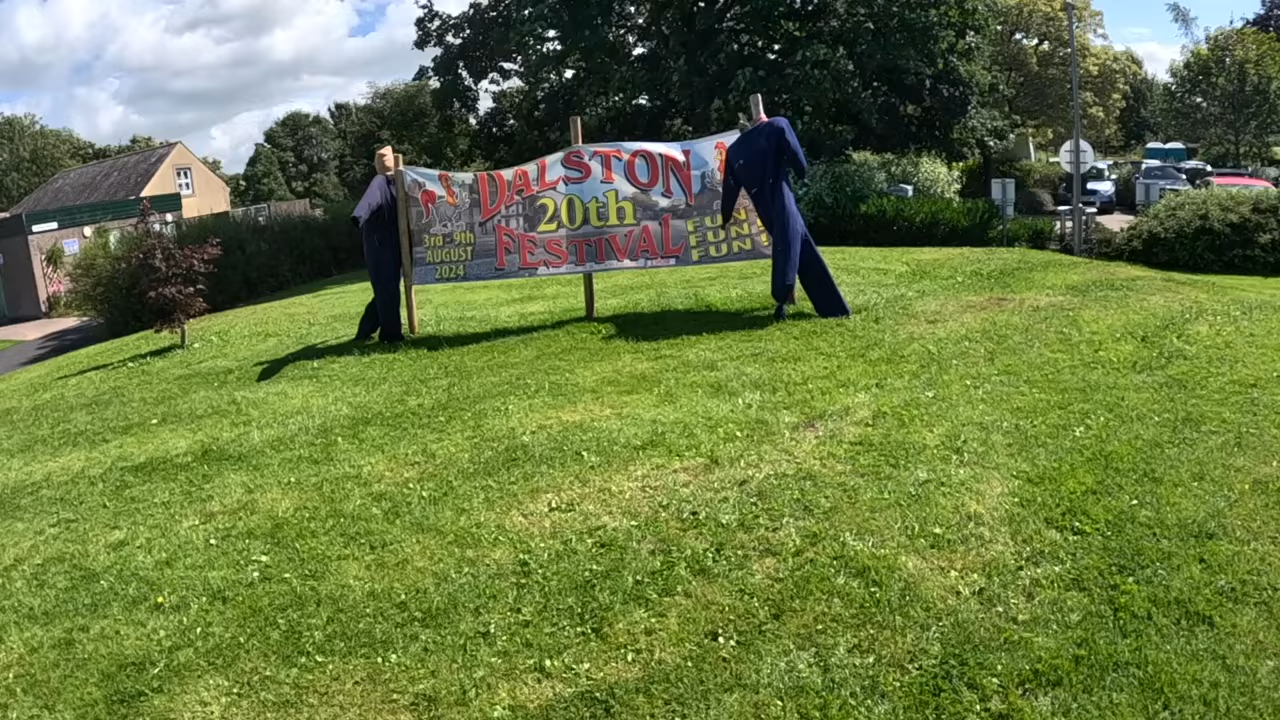 DALSTON
20th
FESTIVAL
3rd - 9th
AUGUST
2024
FUN!
FUN!
FUN!